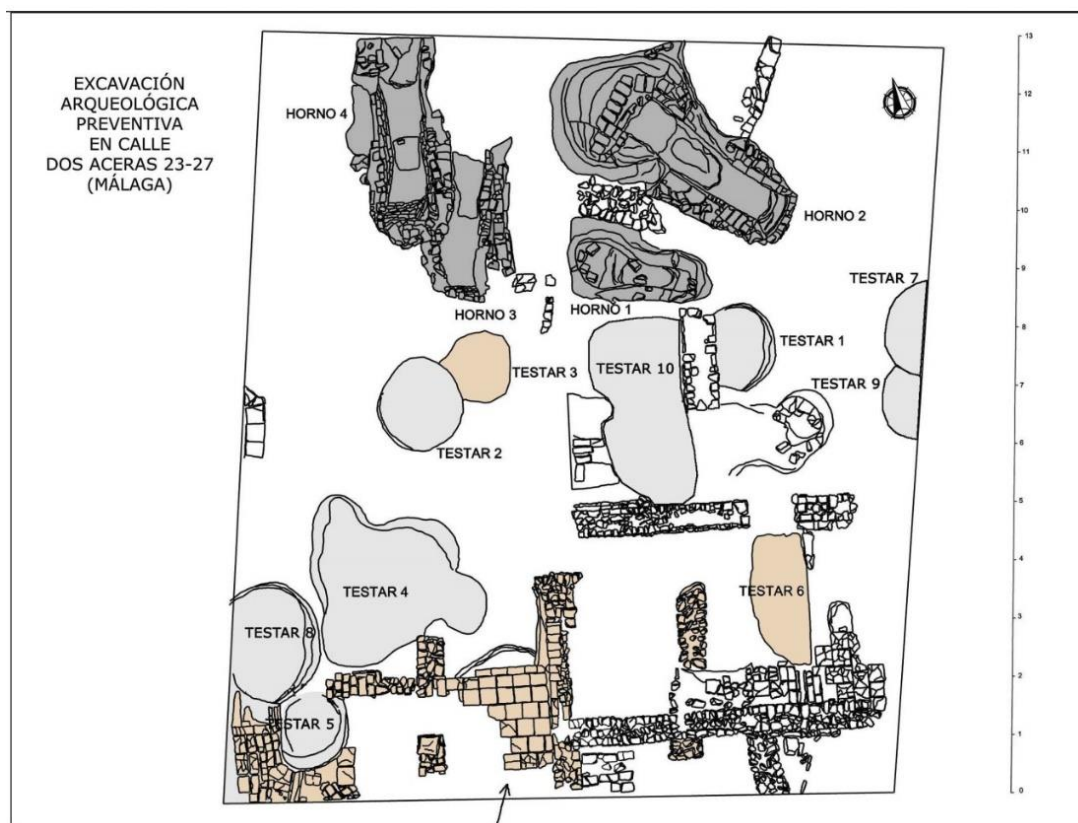 EXCAVACIÓN
ARQUEOLÓGICA
PREVENTIVA
EN CALLE
DOS ACERAS 23-27
(MÁLAGA)
HORNO 4
HORNO 2
HORNO 3
HORNO 1
TESTAR 7
TESTAR 1
TESTAR 3
TESTAR 10
TESTAR 9
TESTAR 2
TESTAR 4
TESTAR 6
TESTAR 8
TESTAR 5
13
12
11
10
9
8
7
6
5
4
3
2
1
0